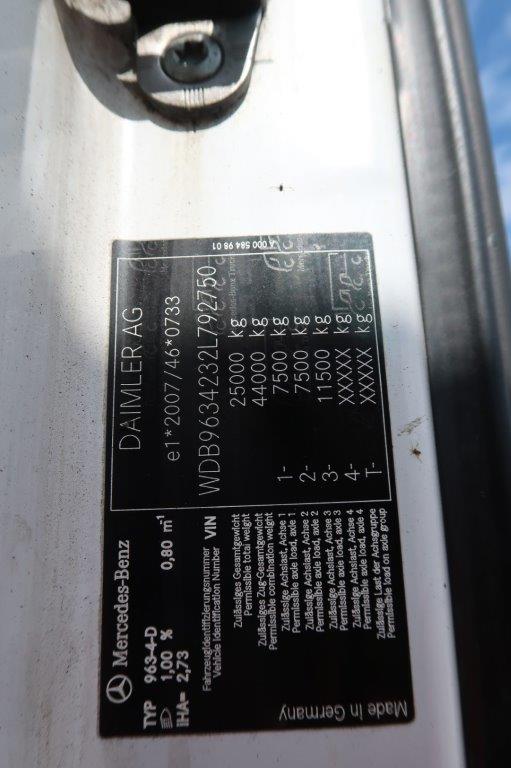 DAIMLER AG
e1*2007/46*0733
WDB9634232L792750
25000 kg
44000 kg
1- 7500 kg
2- 7500 kg
3- 11500 kg
4- XXXXX kg
T- XXXXX kg
A 000 584 98 01
Mercedes-Benz
TYP 963-4-D
1,00 % 0,80 m-1
IHA= 2,73
Fahrzeugidentifizierungsnummer
Vehicle Identification Number VIN
Zulässiges Gesamtgewicht
Permissible total weight
Zulässiges Zug-Gesamtgewicht
Permissible combination weight
Zulässige Achslast, Achse 1
Permissible axle load, axle 1
Zulässige Achslast, Achse 2
Permissible axle load, axle 2
Zulässige Achslast, Achse 3
Permissible axle load, axle 3
Zulässige Achslast, Achse 4
Permissible axle load, axle 4
Zulässige Last der Achsgruppe
Permissible load on axle group
Made in Germany